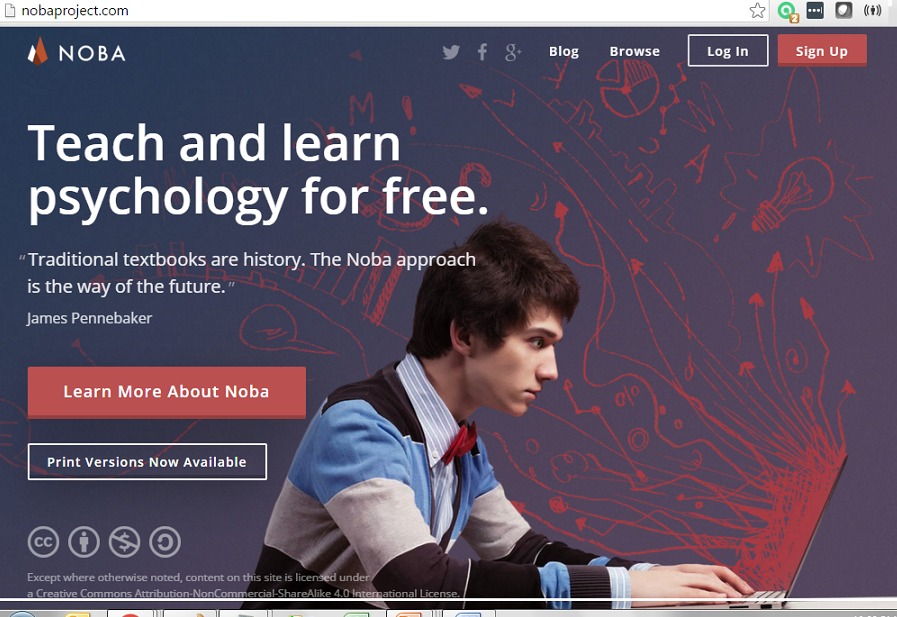 nobaproject.com
2
NOBA
Blog
Browse
Log In
Sign Up
Teach and learn
psychology for free.
“Traditional textbooks are history. The Noba approach
is the way of the future.”
James Pennebaker
Learn More About Noba
Print Versions Now Available
Except where otherwise noted, content on this site is licensed under
a Creative Commons Attribution-NonCommercial-ShareAlike 4.0 International License.